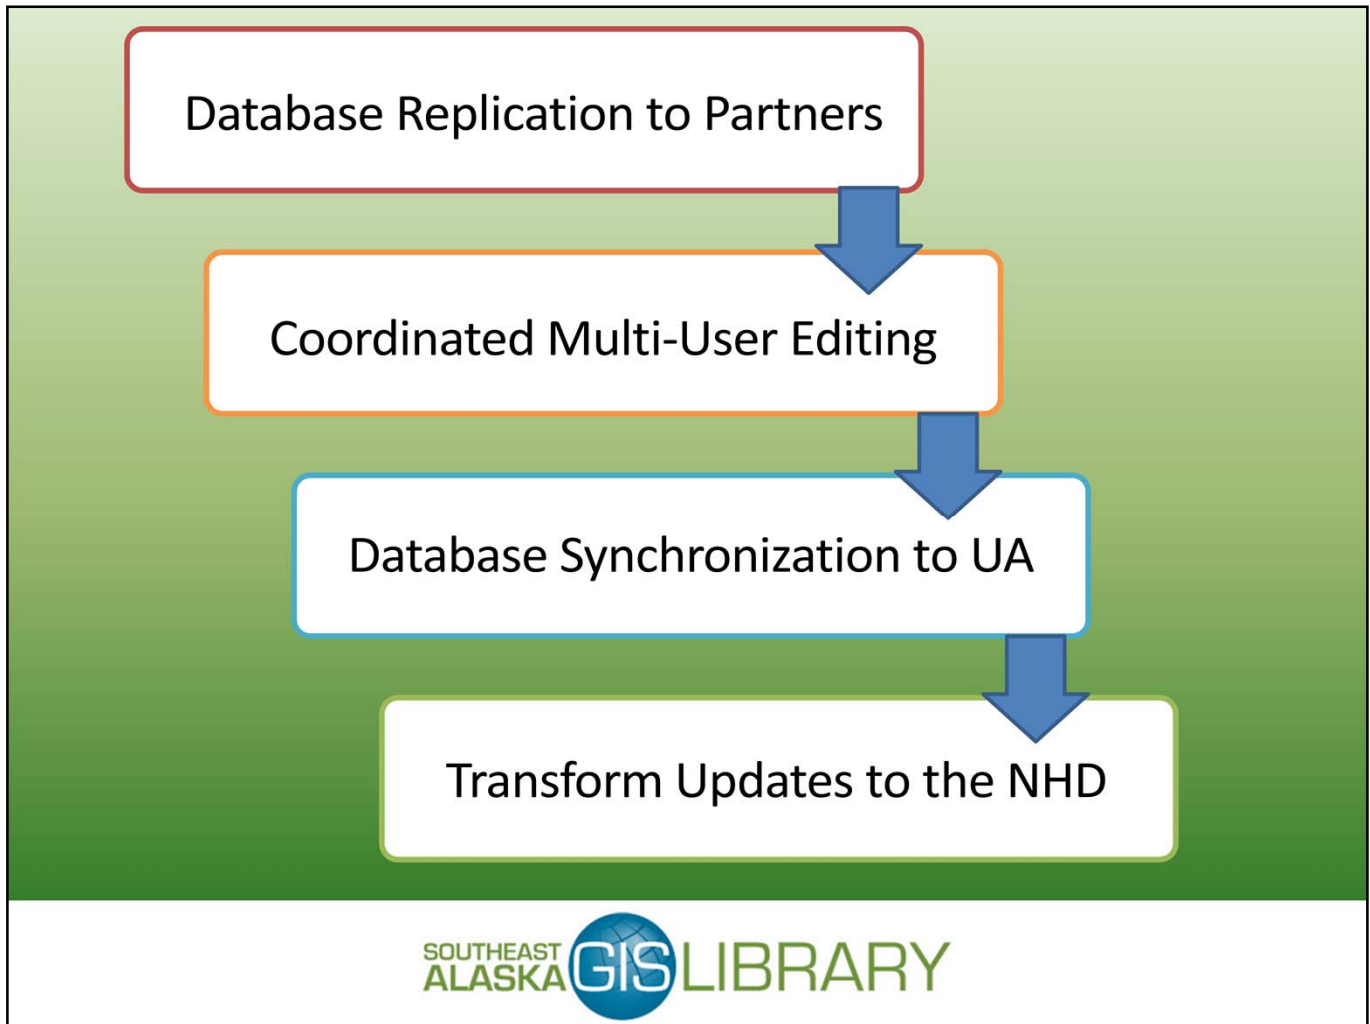 Database Replication to Partners
Coordinated Multi-User Editing
Database Synchronization to UA
Transform Updates to the NHD
SOUTHEAST
ALASKA GIS LIBRARY